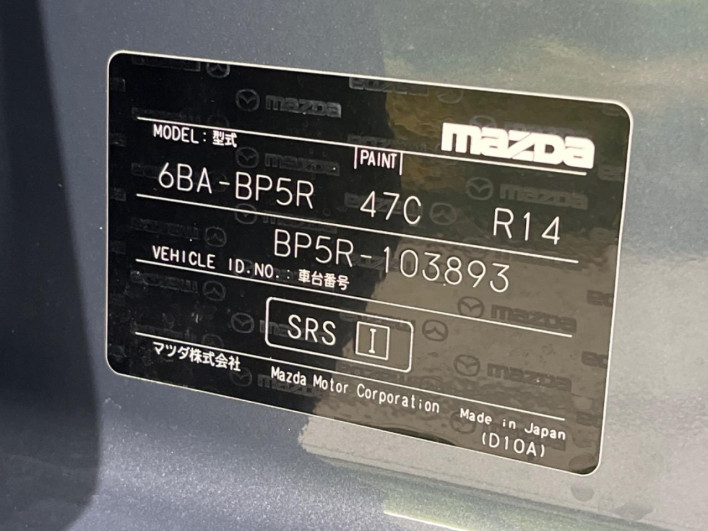 mazda
MODEL：型式
PAINT
6BA-BP5R 47C R14
BP5R-103893
VEHICLE ID.NO.：車台番号
SRS I
マツダ株式会社
Mazda Motor Corporation
Made in Japan
(D10A)